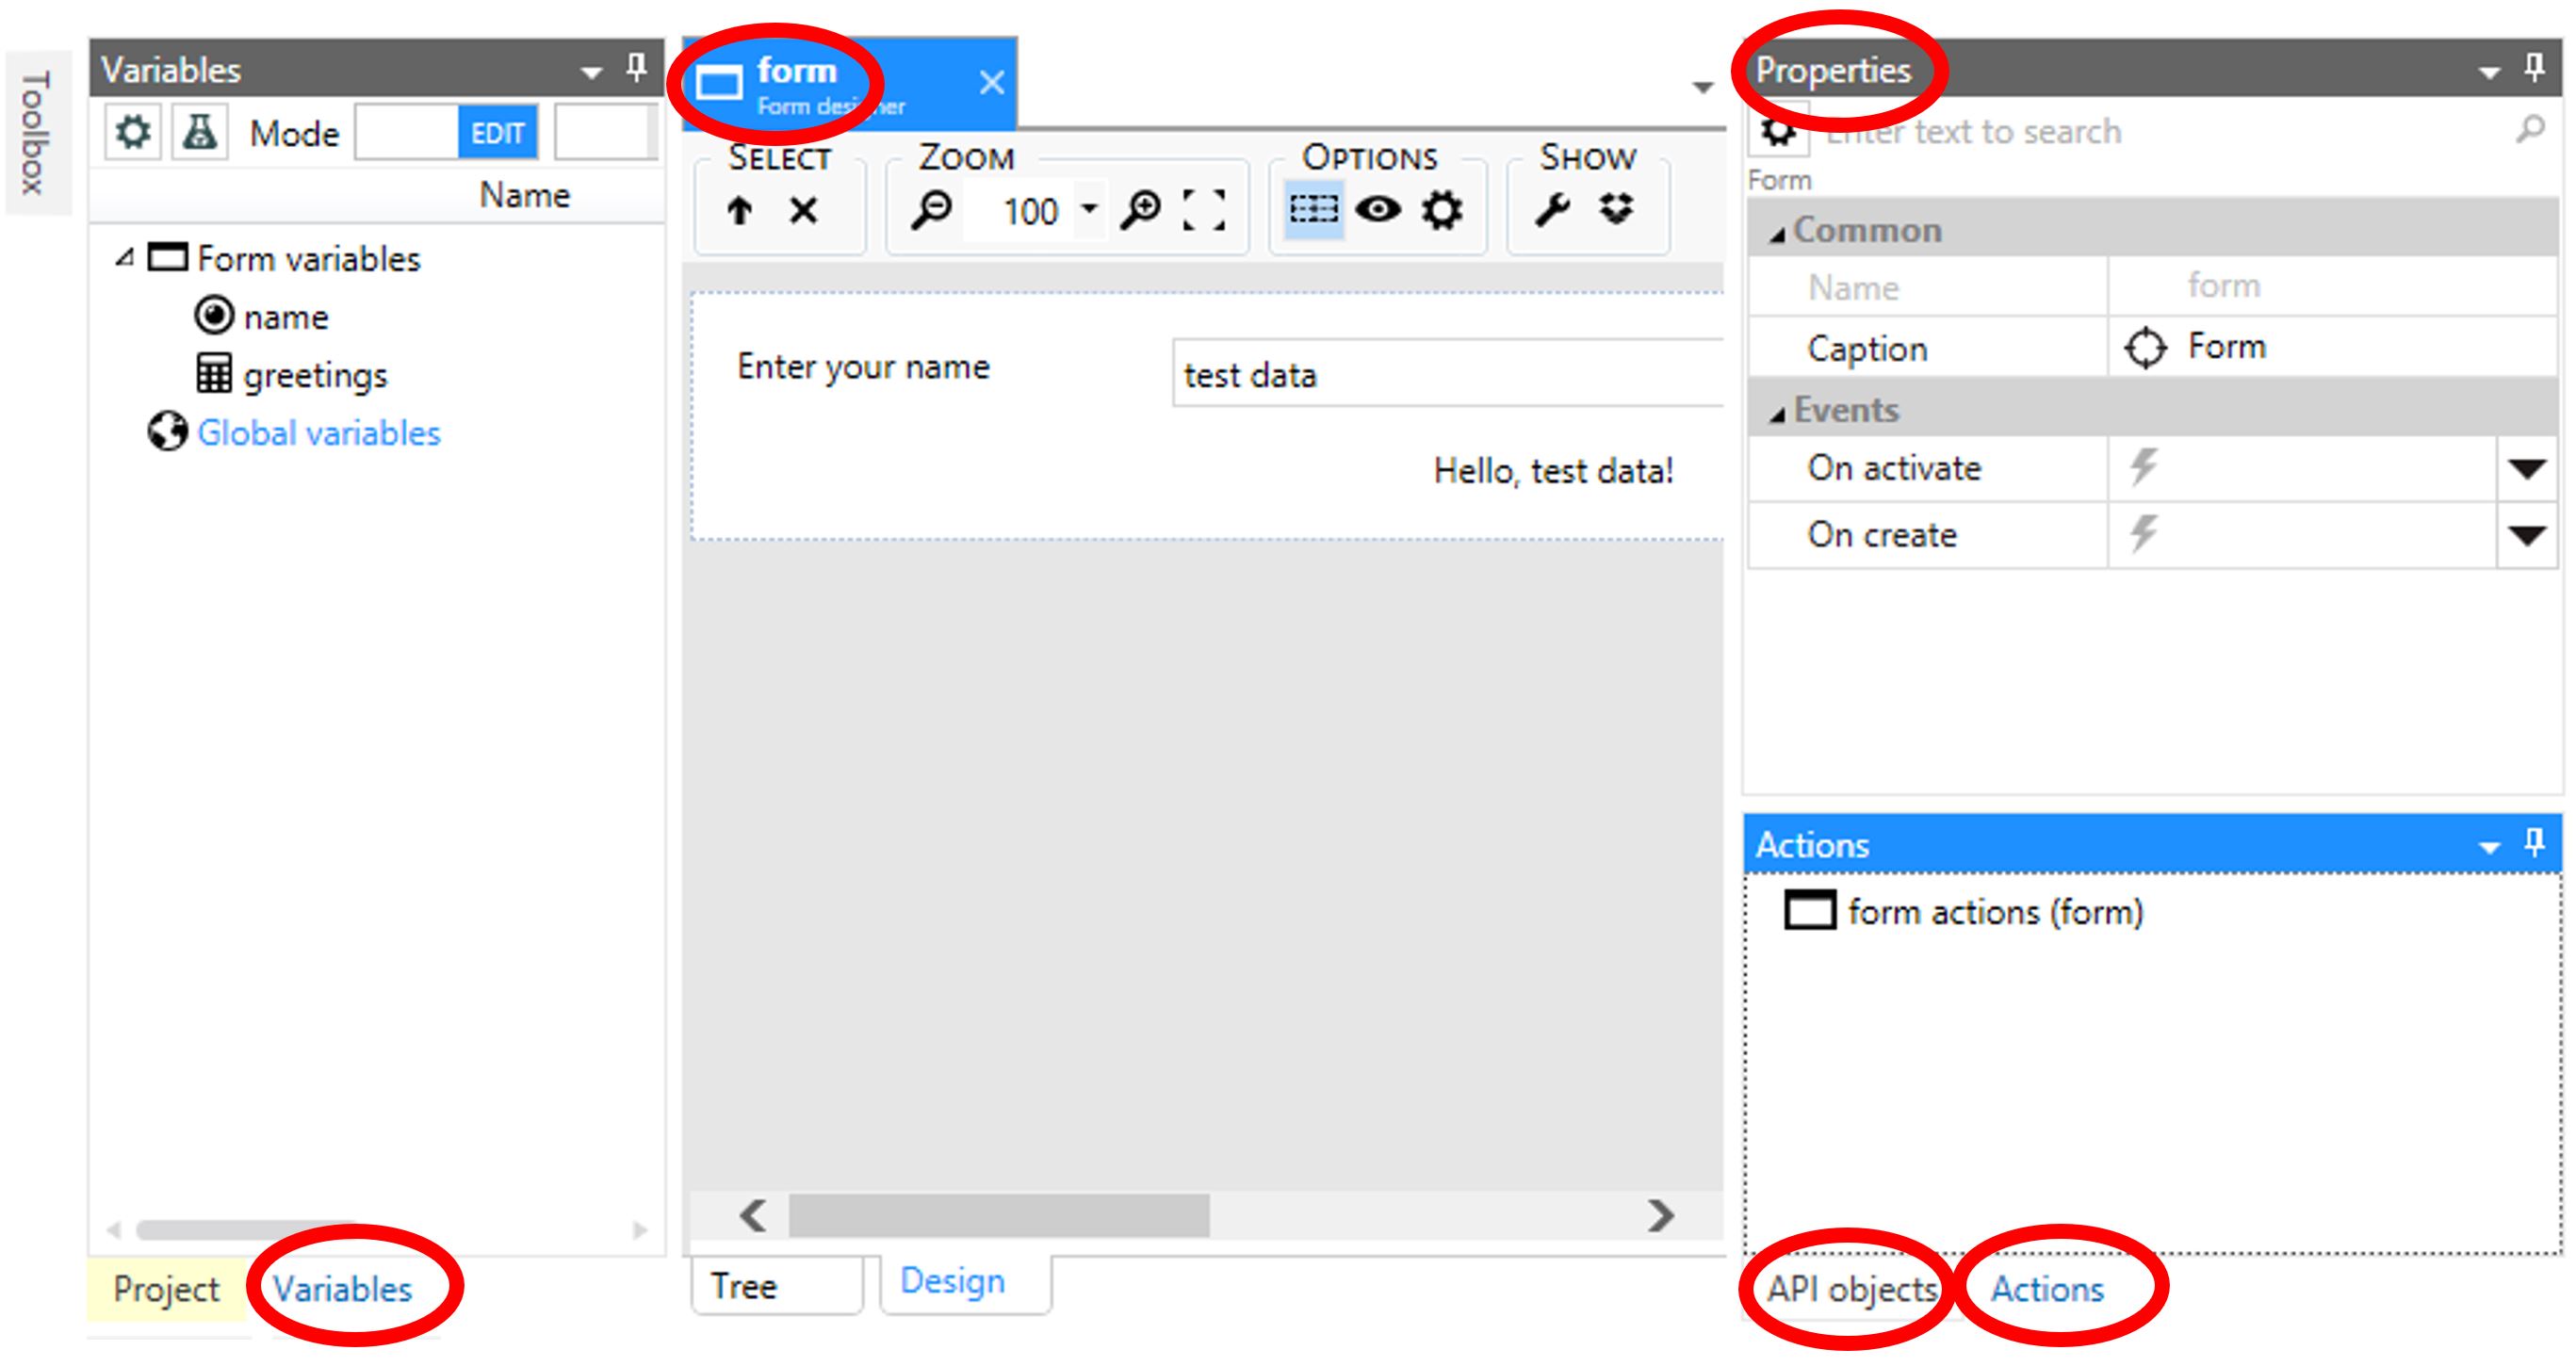 Toolbox
Variables
Mode
EDIT
Name
Form variables
name
greetings
Global variables
Project
Variables
form
Form designer
SELECT
ZOOM
OPTIONS
SHOW
100
Enter your name
test data
Hello, test data!
Tree
Design
Properties
Enter text to search
Form
Common
Name form
Caption Form
Events
On activate
On create
Actions
form actions (form)
API objects
Actions